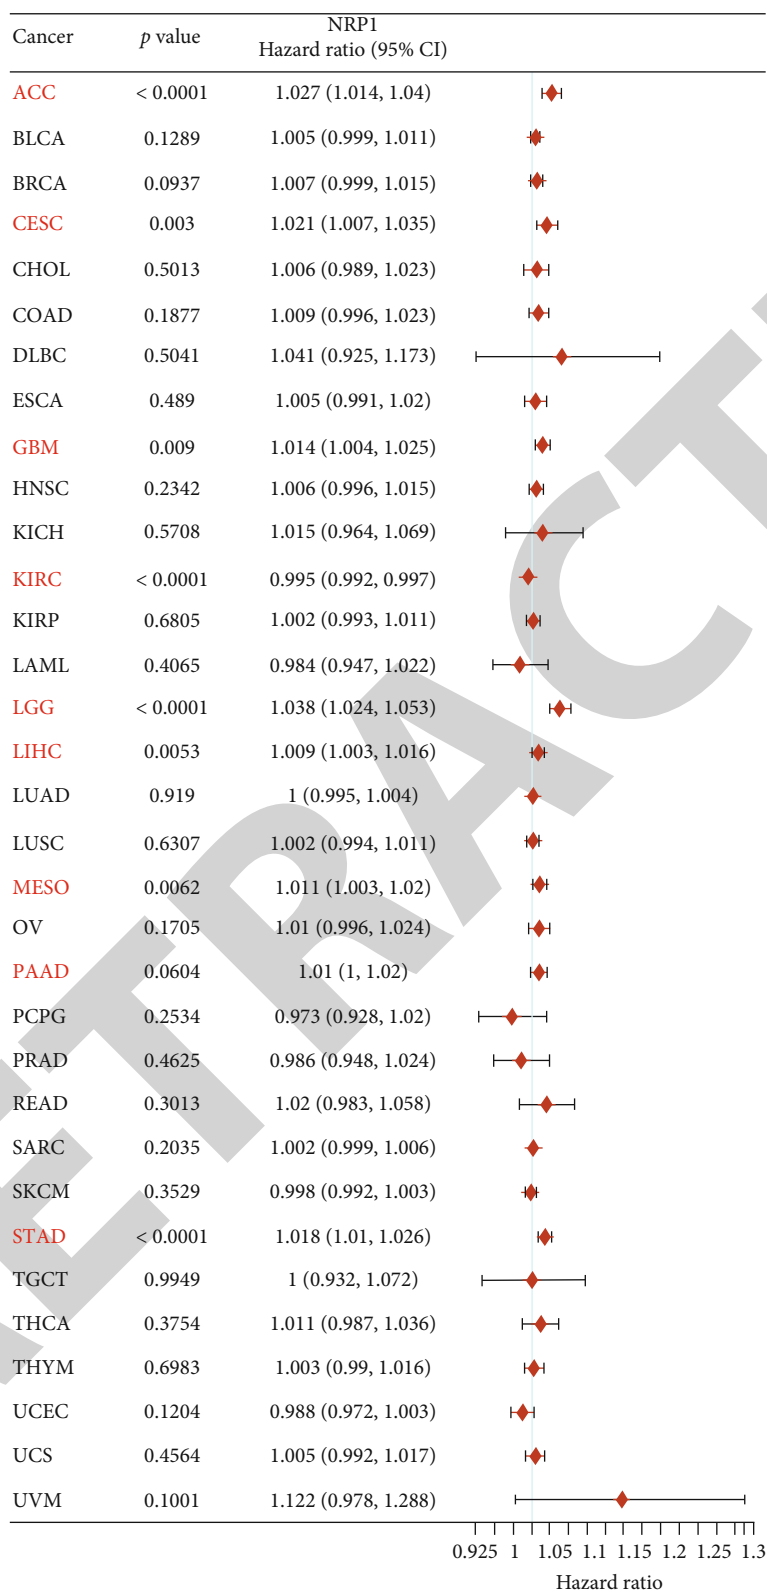 Cancer p value NRP1 Hazard ratio (95% CI)
ACC < 0.0001 1.027 (1.014, 1.04)
BLCA 0.1289 1.005 (0.999, 1.011)
BRCA 0.0937 1.007 (0.999, 1.015)
CESC 0.003 1.021 (1.007, 1.035)
CHOL 0.5013 1.006 (0.989, 1.023)
COAD 0.1877 1.009 (0.996, 1.023)
DLBC 0.5041 1.041 (0.925, 1.173)
ESCA 0.489 1.005 (0.991, 1.02)
GBM 0.009 1.014 (1.004, 1.025)
HNSC 0.2342 1.006 (0.996, 1.015)
KICH 0.5708 1.015 (0.964, 1.069)
KIRC < 0.0001 0.995 (0.992, 0.997)
KIRP 0.6805 1.002 (0.993, 1.011)
LAML 0.4065 0.984 (0.947, 1.022)
LGG < 0.0001 1.038 (1.024, 1.053)
LIHC 0.0053 1.009 (1.003, 1.016)
LUAD 0.919 1 (0.995, 1.004)
LUSC 0.6307 1.002 (0.994, 1.011)
MESO 0.0062 1.011 (1.003, 1.02)
OV 0.1705 1.01 (0.996, 1.024)
PAAD 0.0604 1.01 (1, 1.02)
PCPG 0.2534 0.973 (0.928, 1.02)
PRAD 0.4625 0.986 (0.948, 1.024)
READ 0.3013 1.02 (0.983, 1.058)
SARC 0.2035 1.002 (0.999, 1.006)
SKCM 0.3529 0.998 (0.992, 1.003)
STAD < 0.0001 1.018 (1.01, 1.026)
TGCT 0.9949 1 (0.932, 1.072)
THCA 0.3754 1.011 (0.987, 1.036)
THYM 0.6983 1.003 (0.99, 1.016)
UCEC 0.1204 0.988 (0.972, 1.003)
UCS 0.4564 1.005 (0.992, 1.017)
UVM 0.1001 1.122 (0.978, 1.288)
0.925 1 1.05 1.1 1.15 1.2 1.25 1.3
Hazard ratio